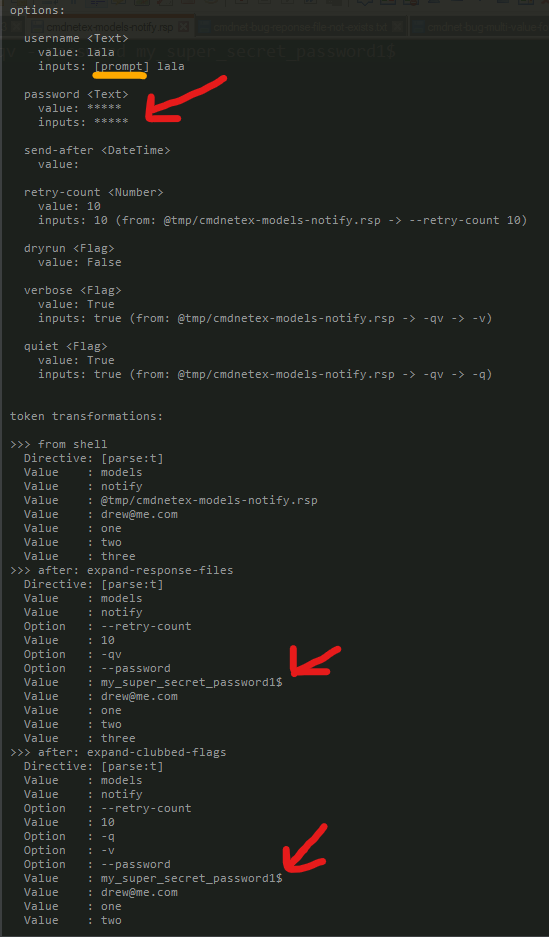 options:
username <Text>
value: lala
inputs: [prompt] lala
password <Text>
value: *****
inputs: *****
send-after <DateTime>
value:
retry-count <Number>
value: 10
inputs: 10 (from: @tmp/cmdnetex-models-notify.rsp -> --retry-count 10)
dryrun <Flag>
value: False
verbose <Flag>
value: True
inputs: true (from: @tmp/cmdnetex-models-notify.rsp -> -qv -> -v)
quiet <Flag>
value: True
inputs: true (from: @tmp/cmdnetex-models-notify.rsp -> -qv -> -q)
token transformations:
>>> from shell
Directive: [parse:t]
Value : models
Value : notify
Value : @tmp/cmdnetex-models-notify.rsp
Value : drew@me.com
Value : one
Value : two
Value : three
>>> after: expand-response-files
Directive: [parse:t]
Value : models
Value : notify
Option : --retry-count
Value : 10
Option : -qv
Option : --password
Value : my_super_secret_password1$
Value : drew@me.com
Value : one
Value : two
Value : three
>>> after: expand-clubbed-flags
Directive: [parse:t]
Value : models
Value : notify
Option : --retry-count
Value : 10
Option : -q
Option : -v
Option : --password
Value : my_super_secret_password1$
Value : drew@me.com
Value : one
Value : two